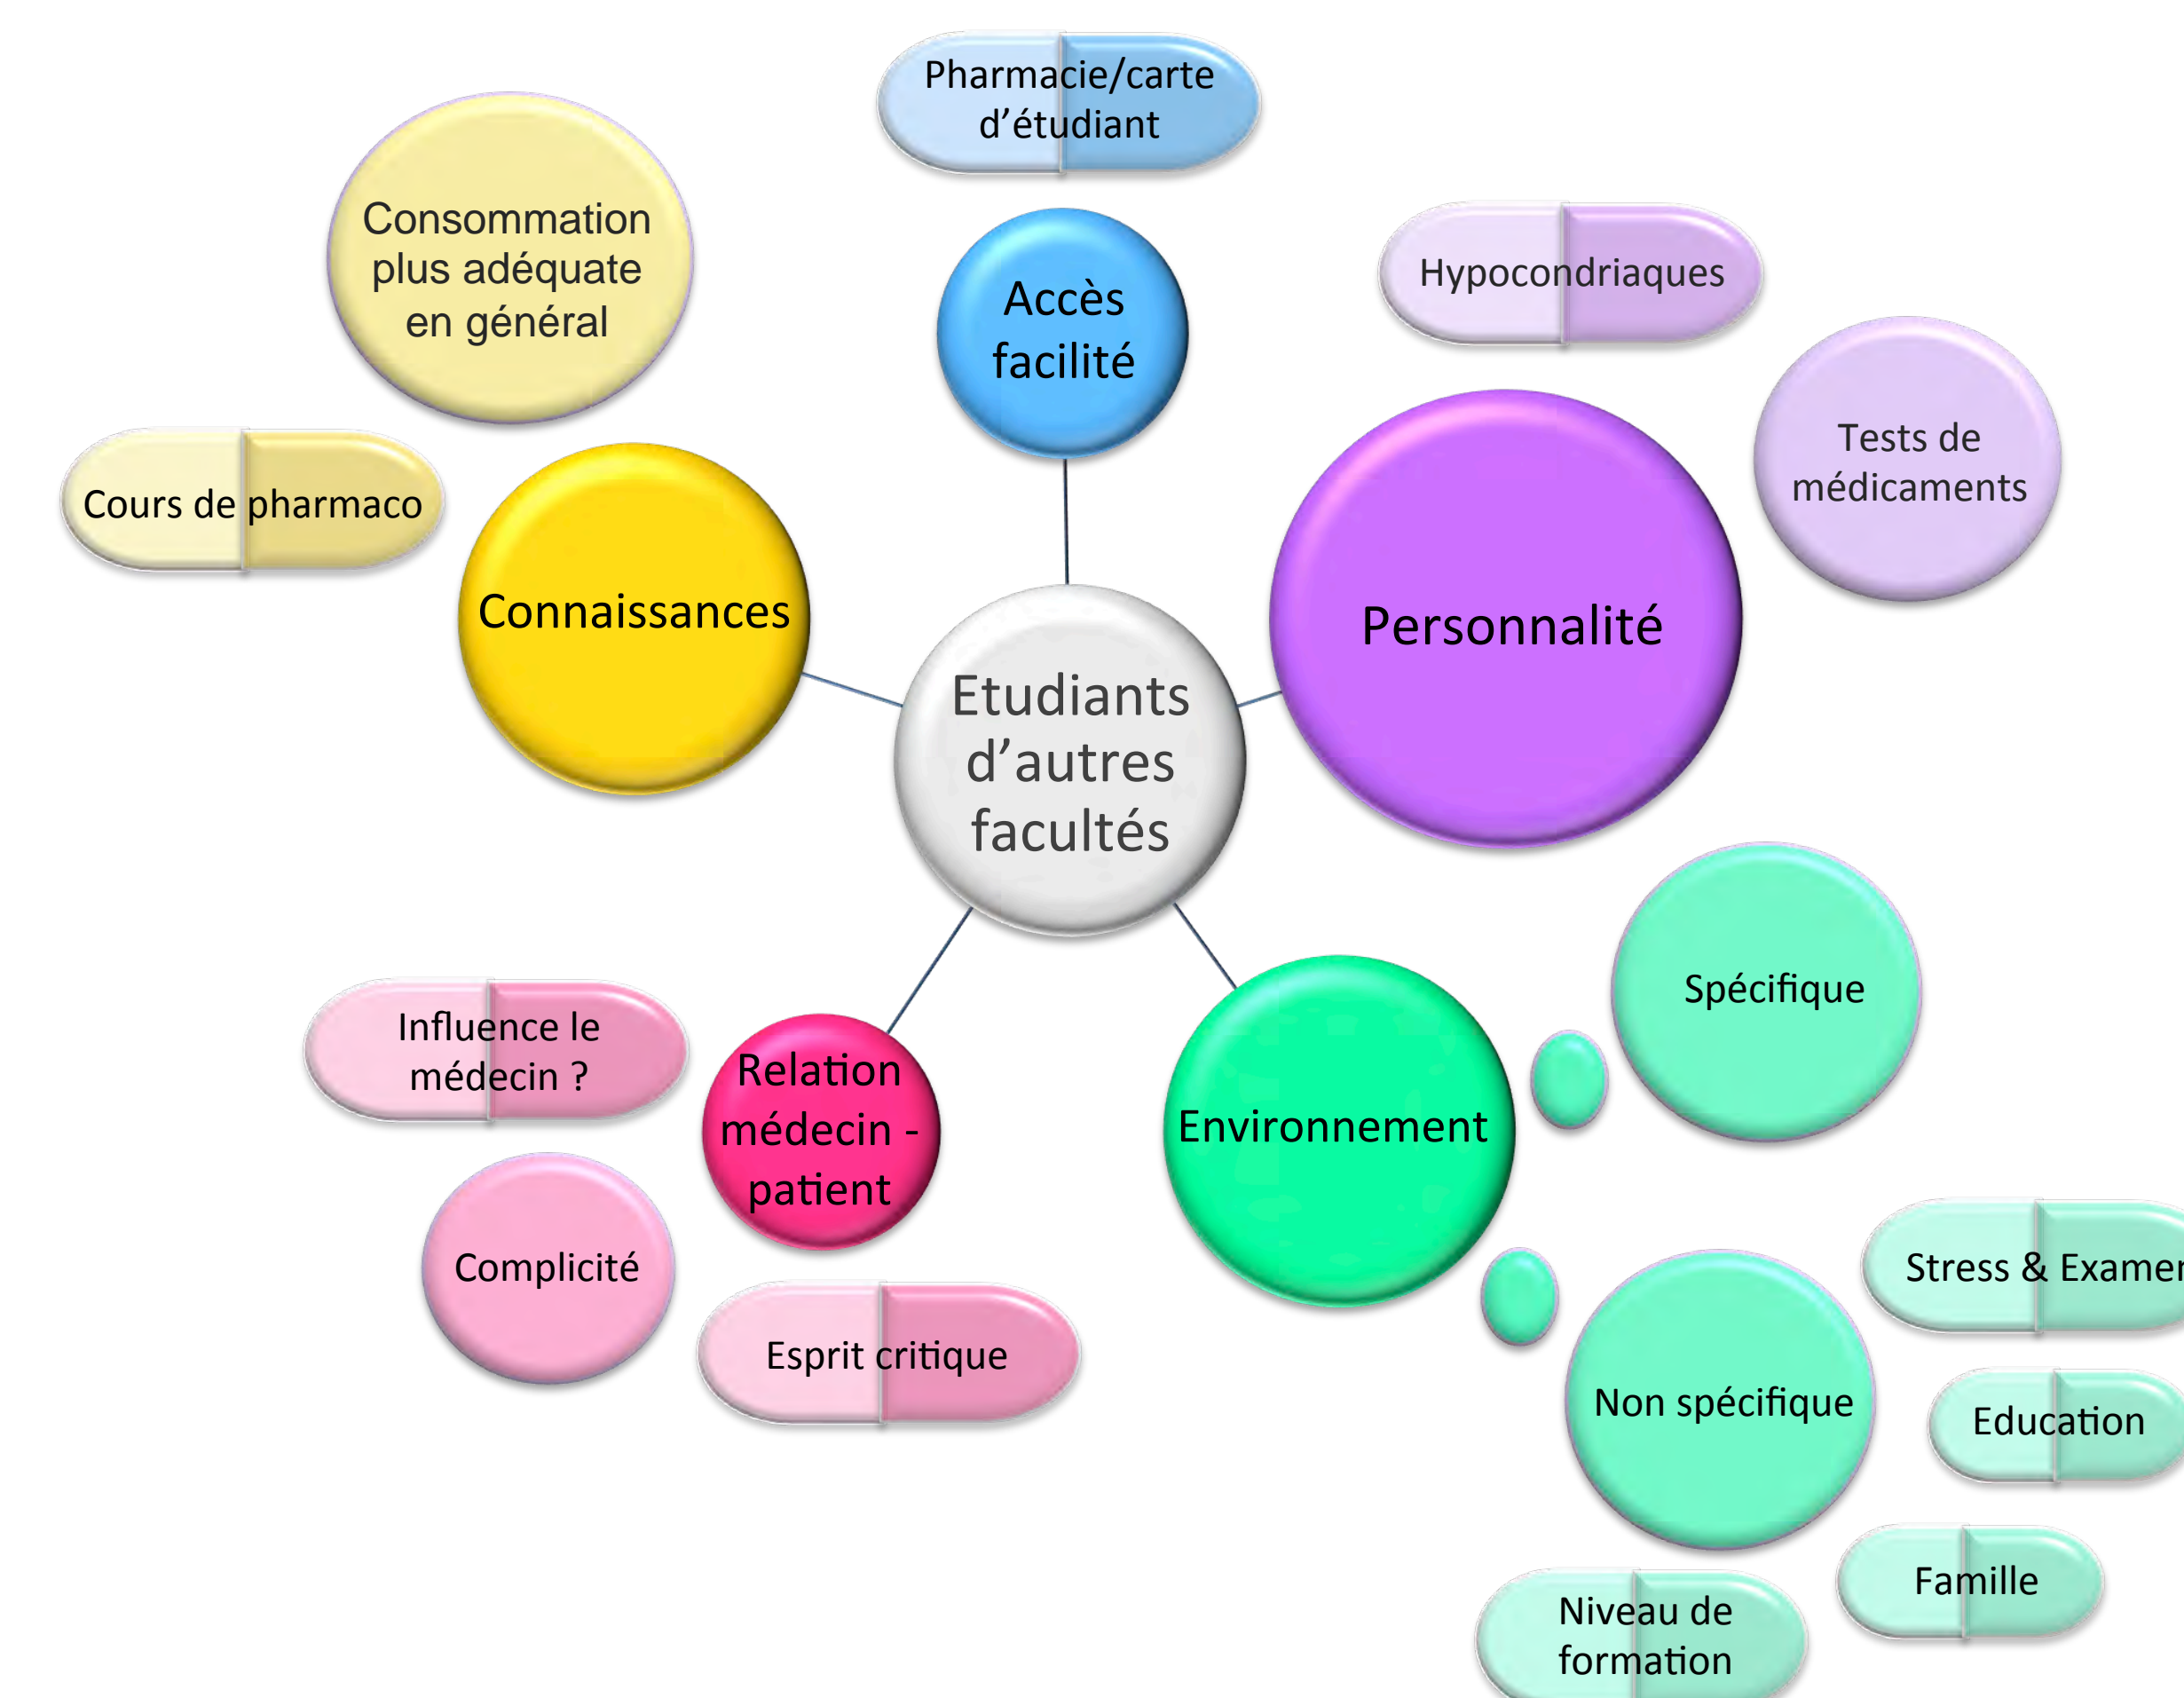 Pharmacie/carte
d’étudiant
Consommation
plus adéquate
en général
Accès
facilité
Hypocondriaques
Tests de
médicaments
Cours de pharmaco
Connaissances
Personnalité
Etudiants
d’autres
facultés
Spécifique
Influence le
médecin ?
Relation
médecin -
patient
Environnement
Complicité
Esprit critique
Stress & Examen
Non spécifique
Education
Famille
Niveau de
formation